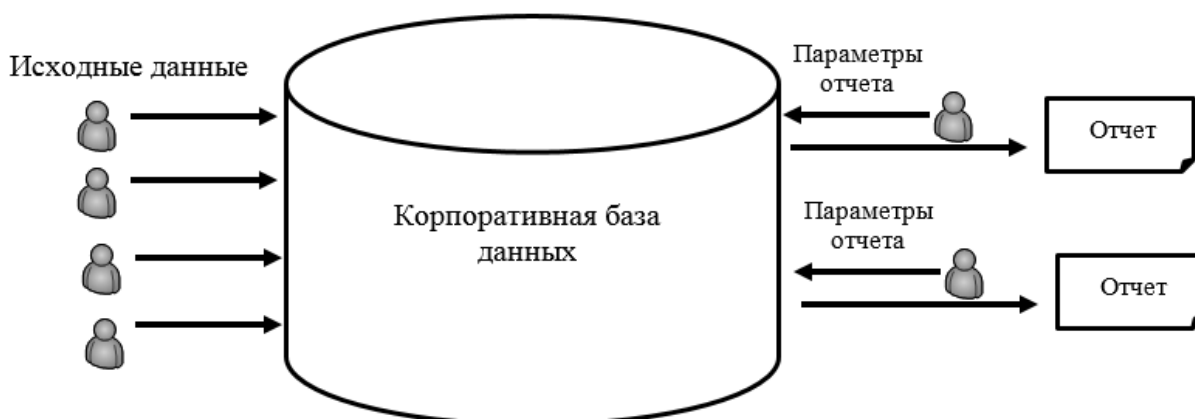 Исходные данные
Корпоративная база
данных
Параметры
отчета
Отчет
Параметры
отчета
Отчет